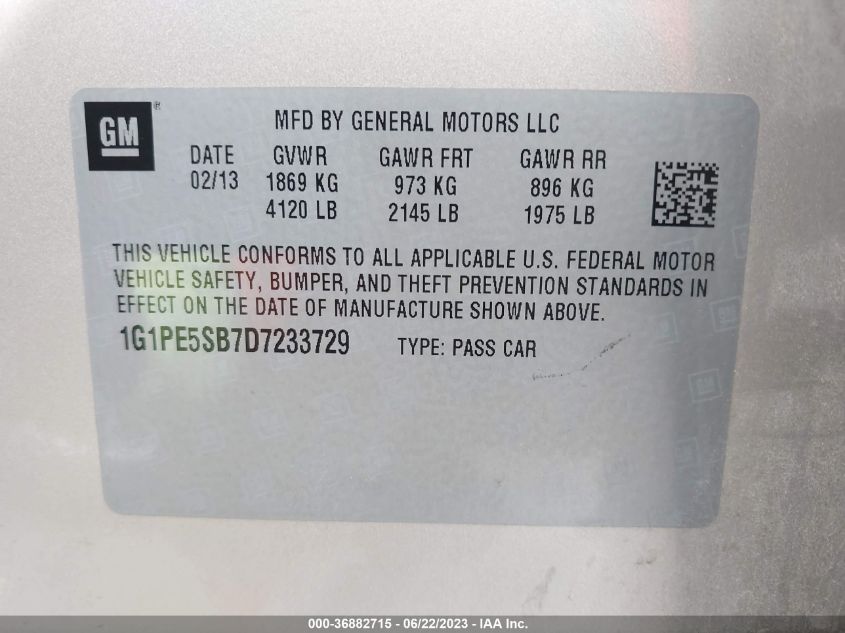 GM®
MFD BY GENERAL MOTORS LLC
DATE GVWR GAWR FRT GAWR RR
02/13 1869 KG 973 KG 896 KG
4120 LB 2145 LB 1975 LB
THIS VEHICLE CONFORMS TO ALL APPLICABLE U.S. FEDERAL MOTOR
VEHICLE SAFETY, BUMPER, AND THEFT PREVENTION STANDARDS IN
EFFECT ON THE DATE OF MANUFACTURE SHOWN ABOVE.
1G1PE5SB7D7233729 TYPE: PASS CAR
000-36882715 - 06/22/2023 - IAA Inc.